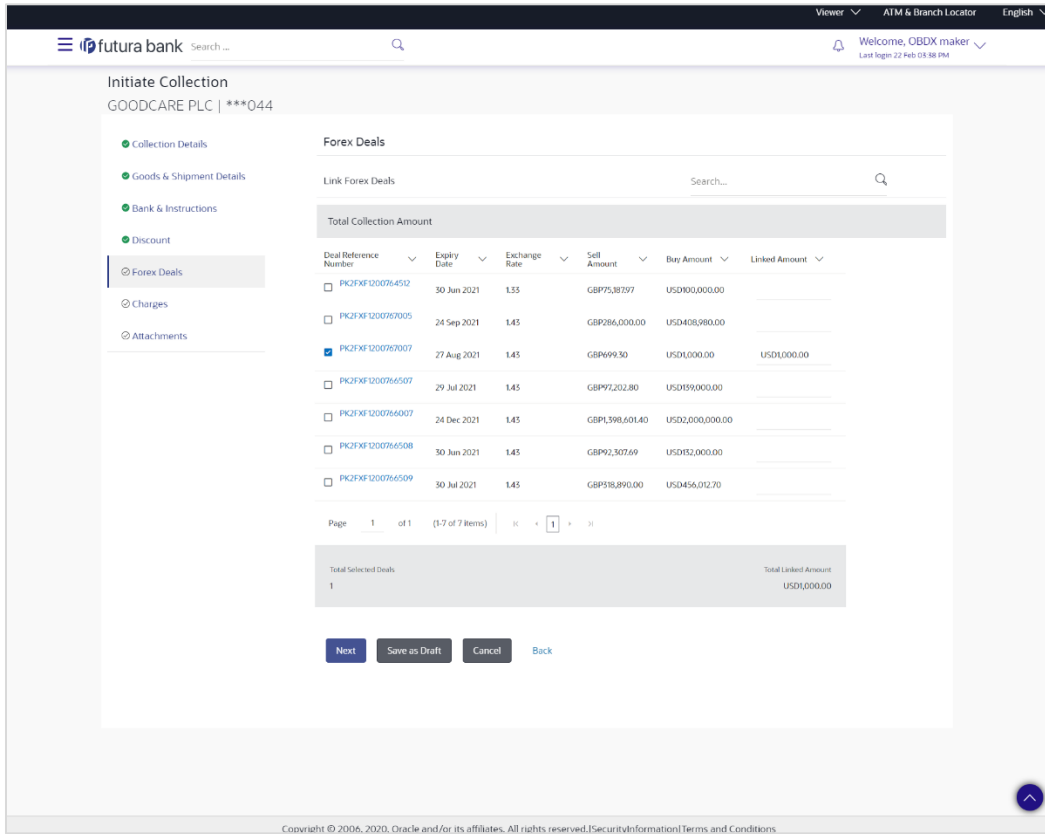 Viewer ATM & Branch Locator English
futura bank Search ... Welcome, OBDX maker
Last login 22 Feb 03:38 PM
Initiate Collection
GOODCARE PLC | ***044
Collection Details
Goods & Shipment Details
Bank & Instructions
Discount
Forex Deals
Charges
Attachments
Forex Deals
Link Forex Deals Search...
Total Collection Amount
Deal Reference Number Expiry Date Exchange Rate Sell Amount Buy Amount Linked Amount
PK2FXF1200764512 30 Jun 2021 1.33 GBP75,187.97 USD100,000.00
PK2FXF1200767005 24 Sep 2021 1.43 GBP286,000.00 USD408,980.00
PK2FXF1200767007 27 Aug 2021 1.43 GBP699.30 USD1,000.00 USD1,000.00
PK2FXF1200766507 29 Jul 2021 1.43 GBP97,202.80 USD139,000.00
PK2FXF1200766007 24 Dec 2021 1.43 GBP1,398,601.40 USD2,000,000.00
PK2FXF1200766508 30 Jun 2021 1.43 GBP92,307.69 USD132,000.00
PK2FXF1200766509 30 Jul 2021 1.43 GBP318,890.00 USD456,012.70
Page 1 of 1 (1-7 of 7 items) 1
Total Selected Deals Total Linked Amount
1 USD1,000.00
Next Save as Draft Cancel Back
Copyright © 2006, 2020, Oracle and/or its affiliates. All rights reserved.|SecurityInformation|Terms and Conditions